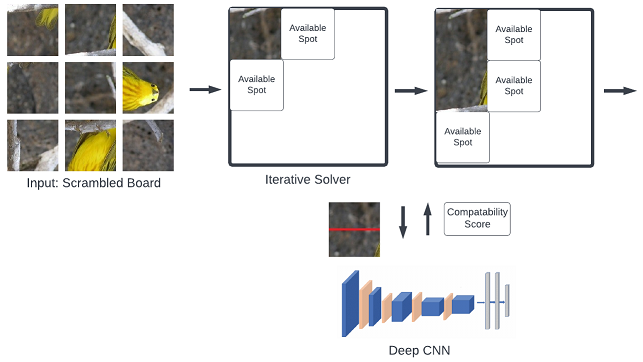 Available
Spot
Available
Spot
Available
Spot
Available
Spot
Available
Spot
Input: Scrambled Board
Iterative Solver
Compatability
Score
Deep CNN